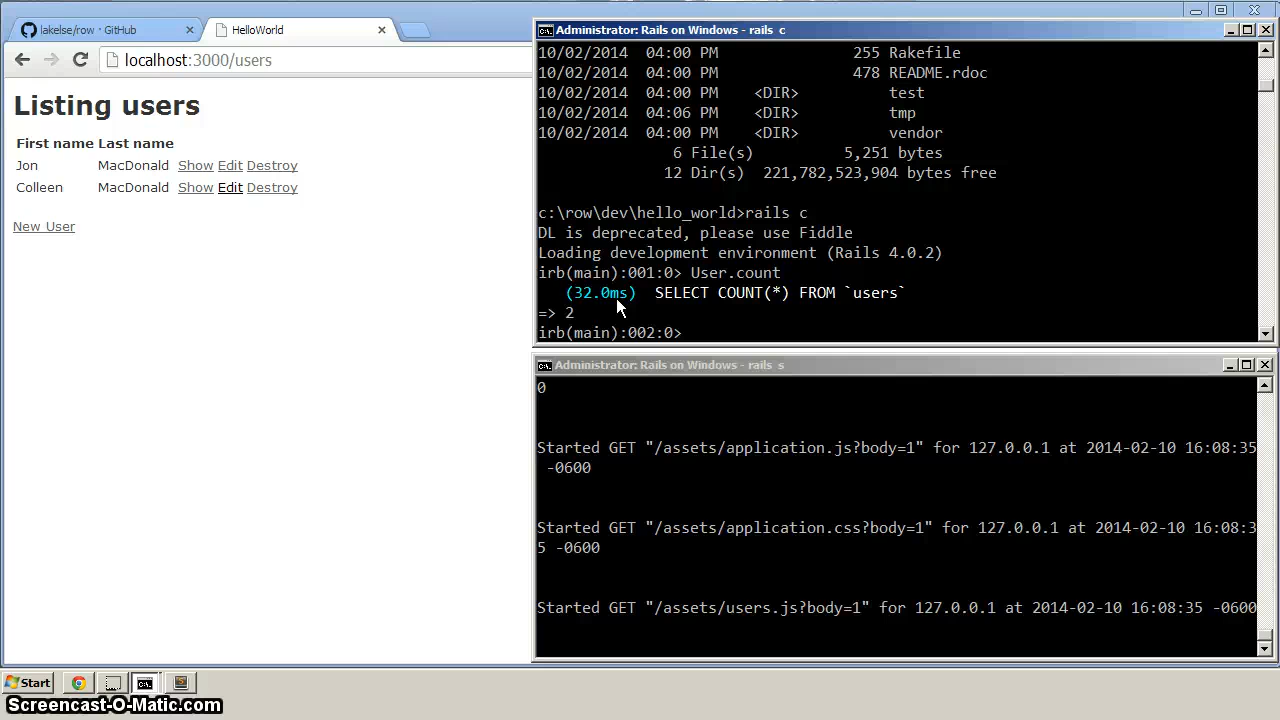 lakelse/row · GitHub
HelloWorld
localhost:3000/users
Listing users
First name Last name
Jon MacDonald Show Edit Destroy
Colleen MacDonald Show Edit Destroy
New User
Administrator: Rails on Windows - rails c
10/02/2014 04:00 PM 255 Rakefile
10/02/2014 04:00 PM 478 README.rdoc
10/02/2014 04:00 PM <DIR> test
10/02/2014 04:06 PM <DIR> tmp
10/02/2014 04:00 PM <DIR> vendor
6 File(s) 5,251 bytes
12 Dir(s) 221,782,523,904 bytes free
c:\row\dev\hello_world>rails c
DL is deprecated, please use Fiddle
Loading development environment (Rails 4.0.2)
irb(main):001:0> User.count
(32.0ms) SELECT COUNT(*) FROM `users`
=> 2
irb(main):002:0>
Administrator: Rails on Windows - rails s
0
Started GET "/assets/application.js?body=1" for 127.0.0.1 at 2014-02-10 16:08:35
-0600
Started GET "/assets/application.css?body=1" for 127.0.0.1 at 2014-02-10 16:08:3
5 -0600
Started GET "/assets/users.js?body=1" for 127.0.0.1 at 2014-02-10 16:08:35 -0600
Start
Screencast-O-Matic.com